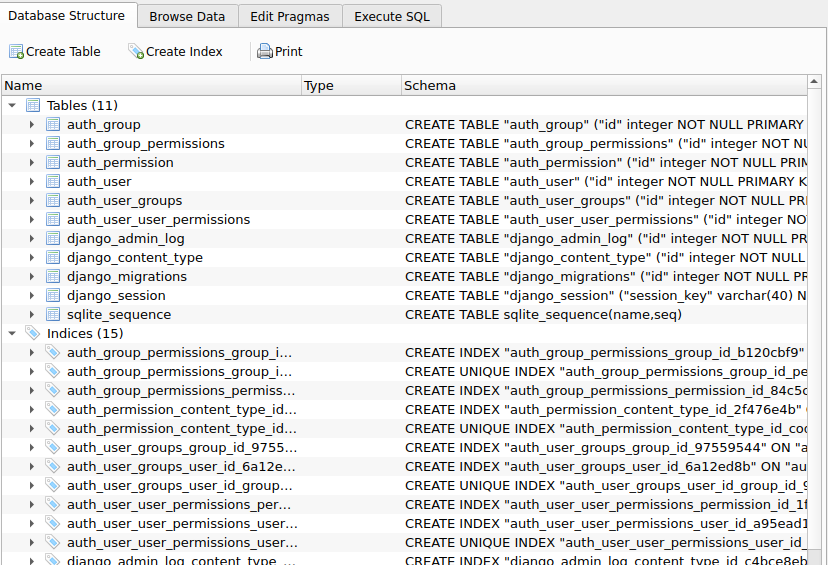 Database Structure Browse Data Edit Pragmas Execute SQL
Create Table Create Index Print
Name Type Schema
Tables (11)
auth_group CREATE TABLE "auth_group" ("id" integer NOT NULL PRIMARY
auth_group_permissions CREATE TABLE "auth_group_permissions" ("id" integer NOT NU
auth_permission CREATE TABLE "auth_permission" ("id" integer NOT NULL PRIM
auth_user CREATE TABLE "auth_user" ("id" integer NOT NULL PRIMARY K
auth_user_groups CREATE TABLE "auth_user_groups" ("id" integer NOT NULL PRI
auth_user_user_permissions CREATE TABLE "auth_user_user_permissions" ("id" integer NO
django_admin_log CREATE TABLE "django_admin_log" ("id" integer NOT NULL PR
django_content_type CREATE TABLE "django_content_type" ("id" integer NOT NULL
django_migrations CREATE TABLE "django_migrations" ("id" integer NOT NULL PR
django_session CREATE TABLE "django_session" ("session_key" varchar(40) N
sqlite_sequence CREATE TABLE sqlite_sequence(name,seq)
Indices (15)
auth_group_permissions_group_i... CREATE INDEX "auth_group_permissions_group_id_b120cbf9"
auth_group_permissions_group_i... CREATE UNIQUE INDEX "auth_group_permissions_group_id_pe
auth_group_permissions_permiss... CREATE INDEX "auth_group_permissions_permission_id_84c5c
auth_permission_content_type_id... CREATE INDEX "auth_permission_content_type_id_2f476e4b" (
auth_permission_content_type_id... CREATE UNIQUE INDEX "auth_permission_content_type_id_coc
auth_user_groups_group_id_9755... CREATE INDEX "auth_user_groups_group_id_97559544" ON "a
auth_user_groups_user_id_6a12e... CREATE INDEX "auth_user_groups_user_id_6a12ed8b" ON "au
auth_user_groups_user_id_group... CREATE UNIQUE INDEX "auth_user_groups_user_id_group_id_9
auth_user_user_permissions_per... CREATE INDEX "auth_user_user_permissions_permission_id_1f
auth_user_user_permissions_user... CREATE INDEX "auth_user_user_permissions_user_id_a95ead1
auth_user_user_permissions_user... CREATE UNIQUE INDEX "auth_user_user_permissions_user_id_
django_admin_log_content_type_... CREATE INDEX "django_admin_log_content_type_id_c4bce8eb